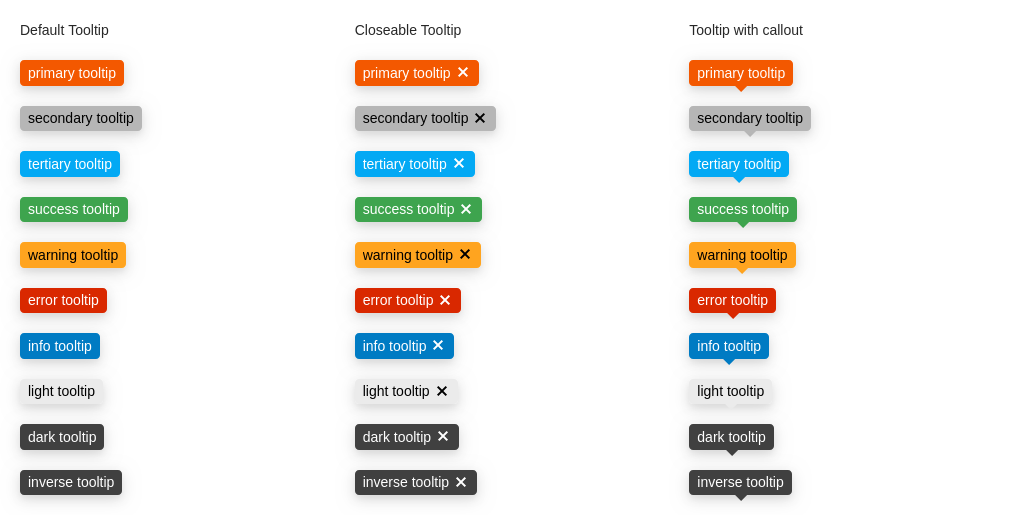 Default Tooltip
Closeable Tooltip
Tooltip with callout
primary tooltip
primary tooltip
primary tooltip
secondary tooltip
secondary tooltip
secondary tooltip
tertiary tooltip
tertiary tooltip
tertiary tooltip
success tooltip
success tooltip
success tooltip
warning tooltip
warning tooltip
warning tooltip
error tooltip
error tooltip
error tooltip
info tooltip
info tooltip
info tooltip
light tooltip
light tooltip
light tooltip
dark tooltip
dark tooltip
dark tooltip
inverse tooltip
inverse tooltip
inverse tooltip